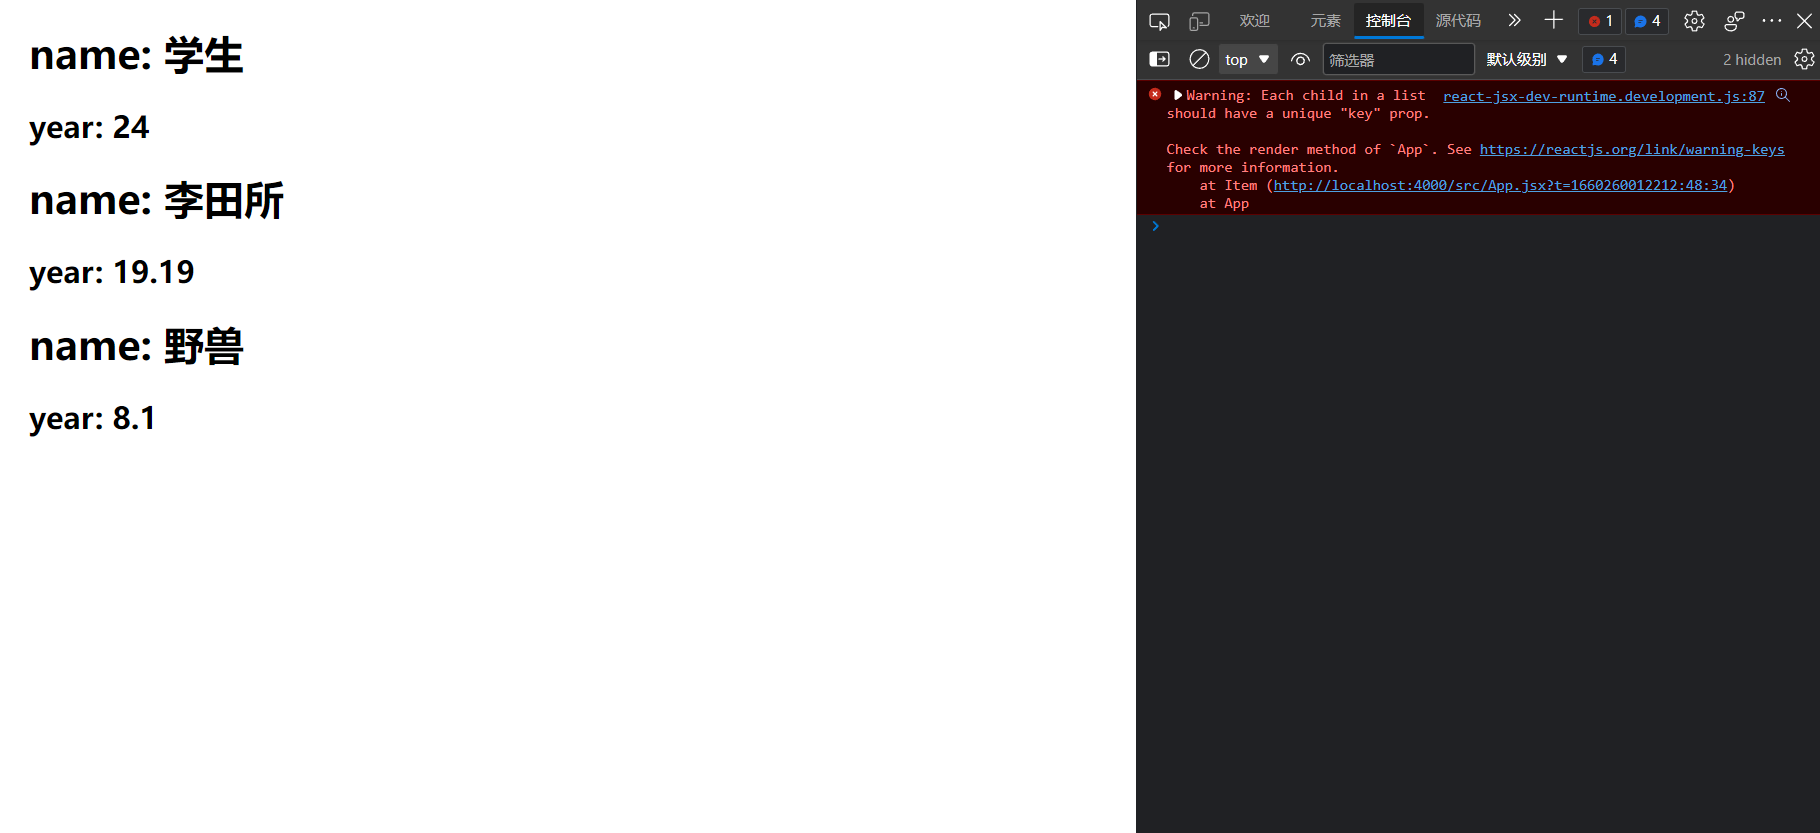 name: 学生
year: 24
name: 李田所
year: 19.19
name: 野兽
year: 8.1
欢迎 元素 控制台 源代码 1 4
top 筛选器 默认级别 4 2 hidden
Warning: Each child in a list react-jsx-dev-runtime.development.js:87
should have a unique "key" prop.
Check the render method of `App`. See https://reactjs.org/link/warning-keys
for more information.
at Item (http://localhost:4000/src/App.jsx?t=1660260012212:48:34)
at App